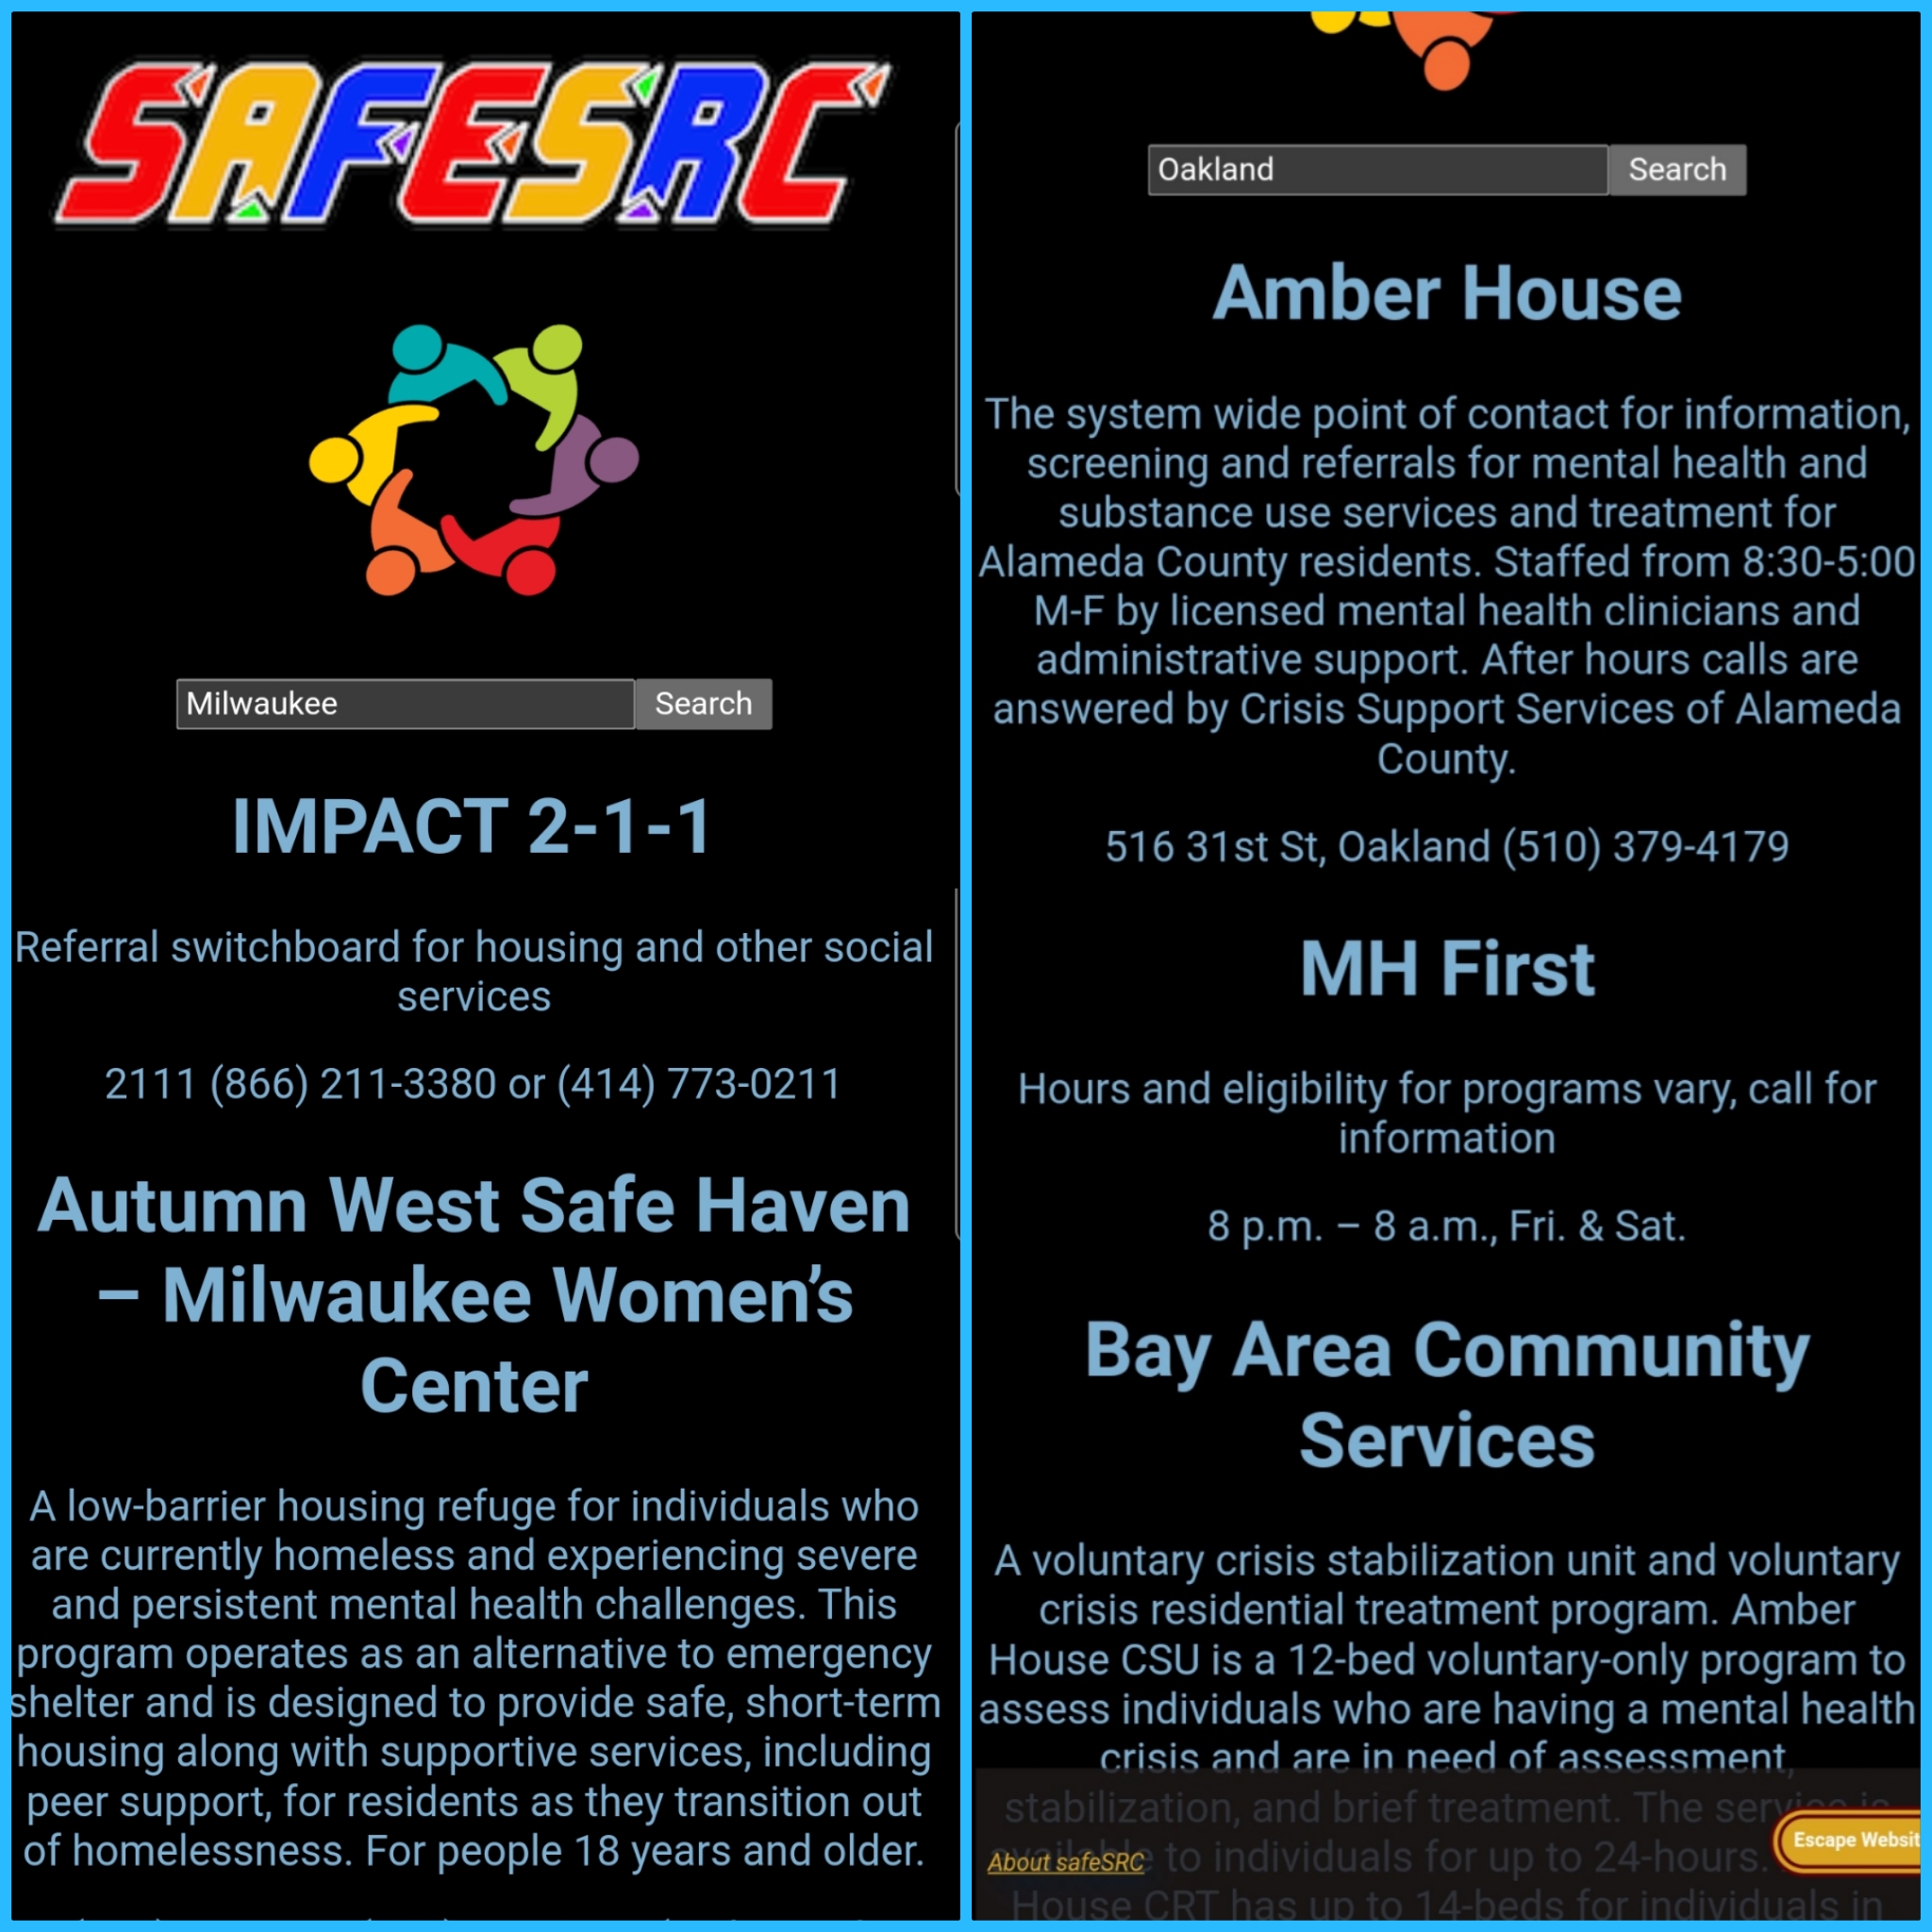 SAFESRC
Milwaukee
Search
IMPACT 2-1-1
Referral switchboard for housing and other social
services
2111 (866) 211-3380 or (414) 773-0211
Autumn West Safe Haven
– Milwaukee Women’s
Center
A low-barrier housing refuge for individuals who
are currently homeless and experiencing severe
and persistent mental health challenges. This
program operates as an alternative to emergency
shelter and is designed to provide safe, short-term
housing along with supportive services, including
peer support, for residents as they transition out
of homelessness. For people 18 years and older.
Oakland
Search
Amber House
The system wide point of contact for information,
screening and referrals for mental health and
substance use services and treatment for
Alameda County residents. Staffed from 8:30-5:00
M-F by licensed mental health clinicians and
administrative support. After hours calls are
answered by Crisis Support Services of Alameda
County.
516 31st St, Oakland (510) 379-4179
MH First
Hours and eligibility for programs vary, call for
information
8 p.m. – 8 a.m., Fri. & Sat.
Bay Area Community
Services
A voluntary crisis stabilization unit and voluntary
crisis residential treatment program. Amber
House CSU is a 12-bed voluntary-only program to
assess individuals who are having a mental health
crisis and are in need of assessment,
stabilization, and brief treatment. The service is
available to individuals for up to 24-hours.
House CRT has up to 14-beds for individuals in
About safeSRC
Escape Websit